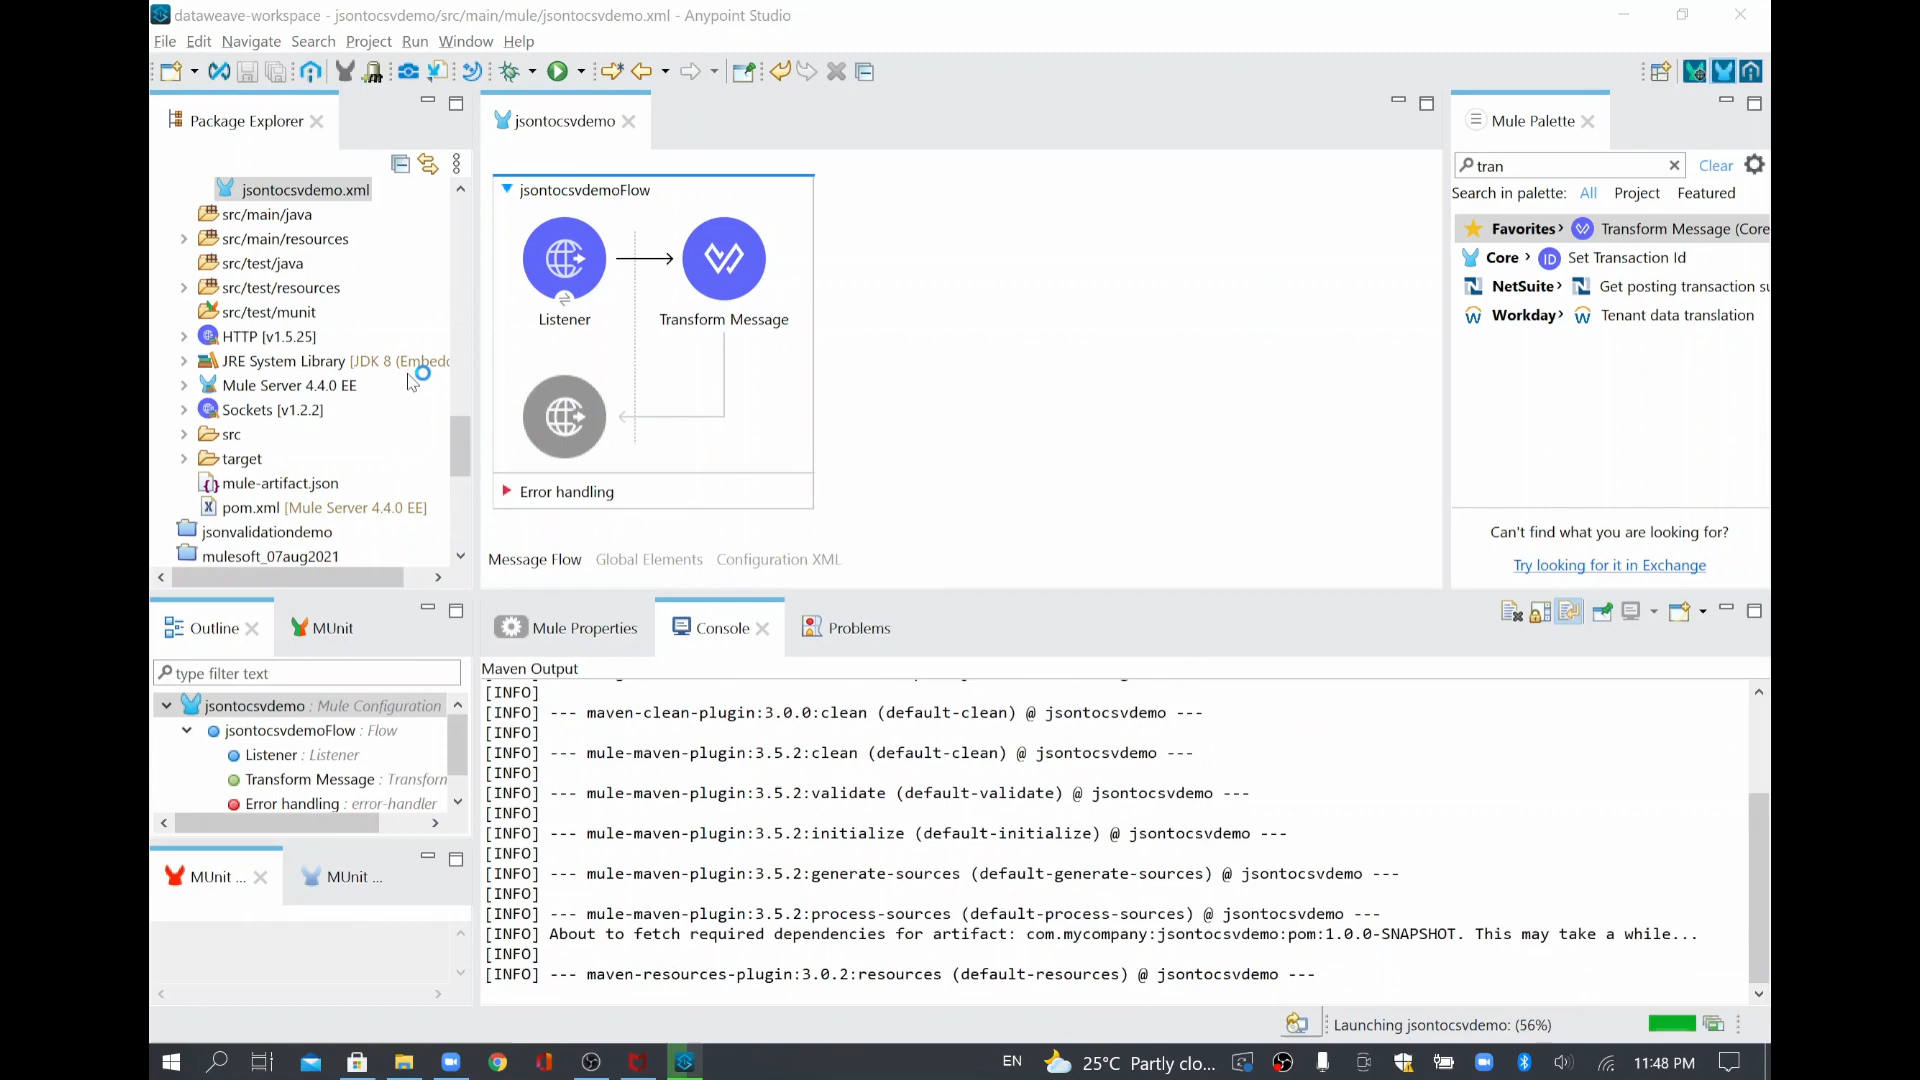 dataweave-workspace - jsontocsvdemo/src/main/mule/jsontocsvdemo.xml - Anypoint Studio
File Edit Navigate Search Project Run Window Help
Package Explorer
jsontocsvdemo.xml
src/main/java
src/main/resources
src/test/java
src/test/resources
src/test/munit
HTTP [v1.5.25]
JRE System Library [JDK 8 (Embedd
Mule Server 4.4.0 EE
Sockets [v1.2.2]
src
target
mule-artifact.json
pom.xml [Mule Server 4.4.0 EE]
jsonvalidationdemo
mulesoft_07aug2021
jsontocsvdemo
jsontocsvdemoFlow
Listener
Transform Message
Error handling
Message Flow Global Elements Configuration XML
Mule Palette
tran
Clear
Search in palette: All Project Featured
Favorites Transform Message (Core
Core ID Set Transaction Id
NetSuite Get posting transaction su
Workday Tenant data translation
Can't find what you are looking for?
Try looking for it in Exchange
Outline MUnit
type filter text
jsontocsvdemo : Mule Configuration
jsontocsvdemoFlow : Flow
Listener : Listener
Transform Message : Transform
Error handling : error-handler
MUnit ... MUnit ...
Mule Properties Console Problems
Maven Output
[INFO]
[INFO] --- maven-clean-plugin:3.0.0:clean (default-clean) @ jsontocsvdemo ---
[INFO]
[INFO] --- mule-maven-plugin:3.5.2:clean (default-clean) @ jsontocsvdemo ---
[INFO]
[INFO] --- mule-maven-plugin:3.5.2:validate (default-validate) @ jsontocsvdemo ---
[INFO]
[INFO] --- mule-maven-plugin:3.5.2:initialize (default-initialize) @ jsontocsvdemo ---
[INFO]
[INFO] --- mule-maven-plugin:3.5.2:generate-sources (default-generate-sources) @ jsontocsvdemo ---
[INFO]
[INFO] --- mule-maven-plugin:3.5.2:process-sources (default-process-sources) @ jsontocsvdemo ---
[INFO] About to fetch required dependencies for artifact: com.mycompany:jsontocsvdemo:pom:1.0.0-SNAPSHOT. This may take a while...
[INFO]
[INFO] --- maven-resources-plugin:3.0.2:resources (default-resources) @ jsontocsvdemo ---
Launching jsontocsvdemo: (56%)
EN 25°C Partly clo... 11:48 PM